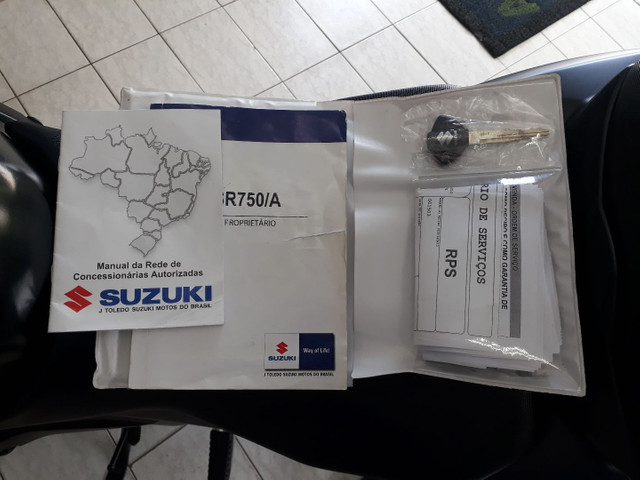 Manual da Rede de
Concessionárias Autorizadas
SUZUKI
J TOLEDO SUZUKI MOTOS DO BRASIL
R750/A
PROPRIETÁRIO
SUZUKI
Way of Life!
J TOLEDO SUZUKI MOTOS DO BRASIL
RIO DE SERVIÇOS
RPS